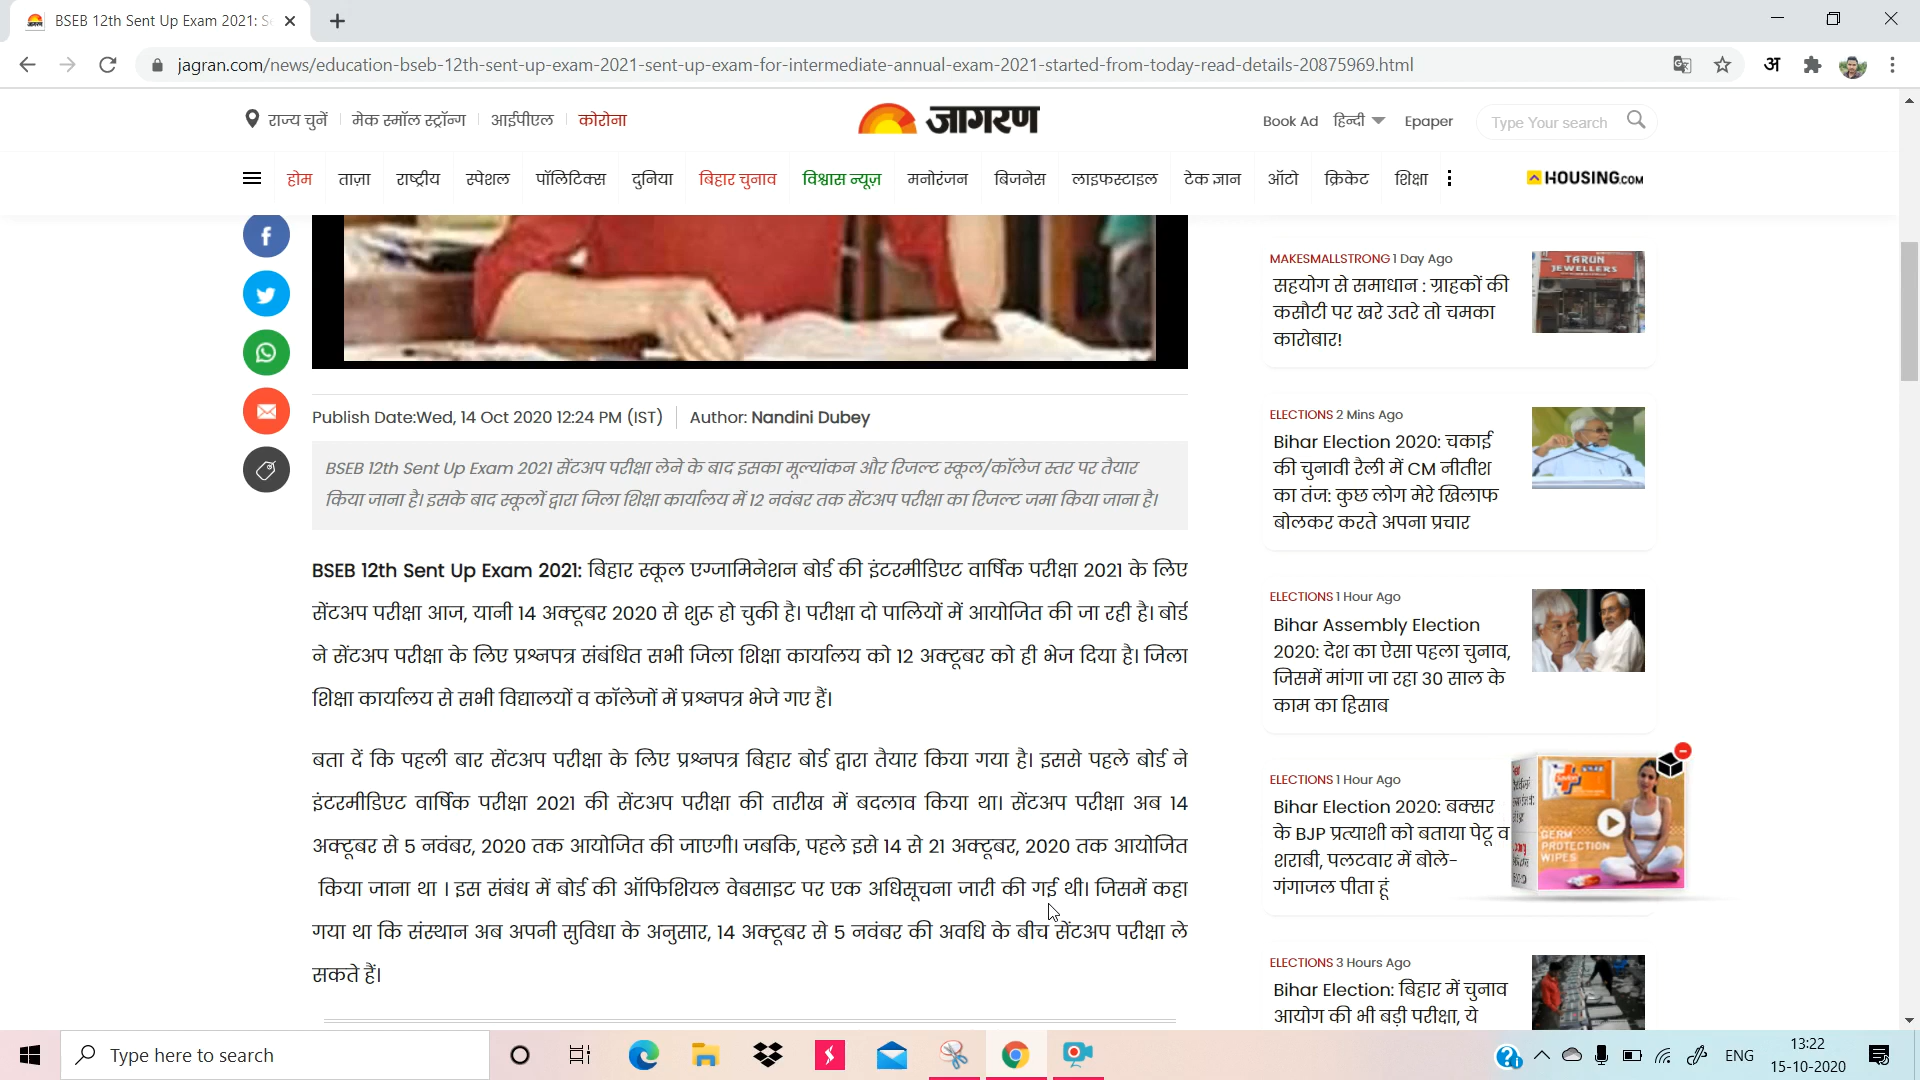 BSEB 12th Sent Up Exam 2021: S
jagran.com/news/education-bseb-12th-sent-up-exam-2021-sent-up-exam-for-intermediate-annual-exam-2021-started-from-today-read-details-20875969.html
राज्य चुनें
मेक स्मॉल स्ट्रॉन्ग
आईपीएल
कोरोना
जागरण
Book Ad
हिन्दी
Epaper
Type Your search
होम
ताज़ा
राष्ट्रीय
स्पेशल
पॉलिटिक्स
दुनिया
बिहार चुनाव
विश्वास न्यूज़
मनोरंजन
बिजनेस
लाइफस्टाइल
टेक ज्ञान
ऑटो
क्रिकेट
शिक्षा
HOUSING.COM
Publish Date:Wed, 14 Oct 2020 12:24 PM (IST)
Author: Nandini Dubey
BSEB 12th Sent Up Exam 2021 सेंटअप परीक्षा लेने के बाद इसका मूल्यांकन और रिजल्ट स्कूल/कॉलेज स्तर पर तैयार
किया जाना है। इसके बाद स्कूलों द्वारा जिला शिक्षा कार्यालय में 12 नवंबर तक सेंटअप परीक्षा का रिजल्ट जमा किया जाना है।
BSEB 12th Sent Up Exam 2021: बिहार स्कूल एग्जामिनेशन बोर्ड की इंटरमीडिएट वार्षिक परीक्षा 2021 के लिए
सेंटअप परीक्षा आज, यानी 14 अक्टूबर 2020 से शुरू हो चुकी है। परीक्षा दो पालियों में आयोजित की जा रही है। बोर्ड
ने सेंटअप परीक्षा के लिए प्रश्नपत्र संबंधित सभी जिला शिक्षा कार्यालय को 12 अक्टूबर को ही भेज दिया है। जिला
शिक्षा कार्यालय से सभी विद्यालयों व कॉलेजों में प्रश्नपत्र भेजे गए हैं।
बता दें कि पहली बार सेंटअप परीक्षा के लिए प्रश्नपत्र बिहार बोर्ड द्वारा तैयार किया गया है। इससे पहले बोर्ड ने
इंटरमीडिएट वार्षिक परीक्षा 2021 की सेंटअप परीक्षा की तारीख में बदलाव किया था। सेंटअप परीक्षा अब 14
अक्टूबर से 5 नवंबर, 2020 तक आयोजित की जाएगी। जबकि, पहले इसे 14 से 21 अक्टूबर, 2020 तक आयोजित
किया जाना था । इस संबंध में बोर्ड की ऑफिशियल वेबसाइट पर एक अधिसूचना जारी की गई थी। जिसमें कहा
गया था कि संस्थान अब अपनी सुविधा के अनुसार, 14 अक्टूबर से 5 नवंबर की अवधि के बीच सेंटअप परीक्षा ले
सकते हैं।
MAKESMALLSTRONG 1 Day Ago
सहयोग से समाधान : ग्राहकों की
कसौटी पर खरे उतरे तो चमका
कारोबार!
TARUN
JEWELLERS
ELECTIONS 2 Mins Ago
Bihar Election 2020: चकाई
की चुनावी रैली में CM नीतीश
का तंज: कुछ लोग मेरे खिलाफ
बोलकर करते अपना प्रचार
ELECTIONS 1 Hour Ago
Bihar Assembly Election
2020: देश का ऐसा पहला चुनाव,
जिसमें मांगा जा रहा 30 साल के
काम का हिसाब
ELECTIONS 1 Hour Ago
Bihar Election 2020: बक्सर
के BJP प्रत्याशी को बताया पेटू व
शराबी, पलटवार में बोले-
गंगाजल पीता हूं
GERM
PROTECTION
WIPES
ELECTIONS 3 Hours Ago
Bihar Election: बिहार में चुनाव
आयोग की भी बड़ी परीक्षा, ये
Type here to search
ENG
13:22
15-10-2020